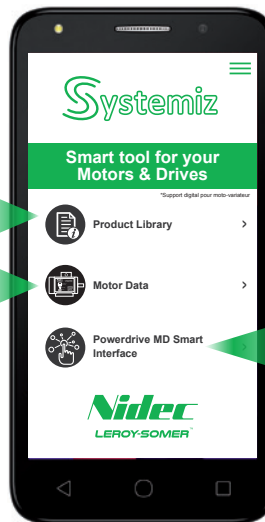 Systemiz
Smart tool for your
Motors & Drives
*Support digital pour moto-variateur
Product Library
Motor Data
Powerdrive MD Smart
Interface
Nidec
LEROY-SOMER™